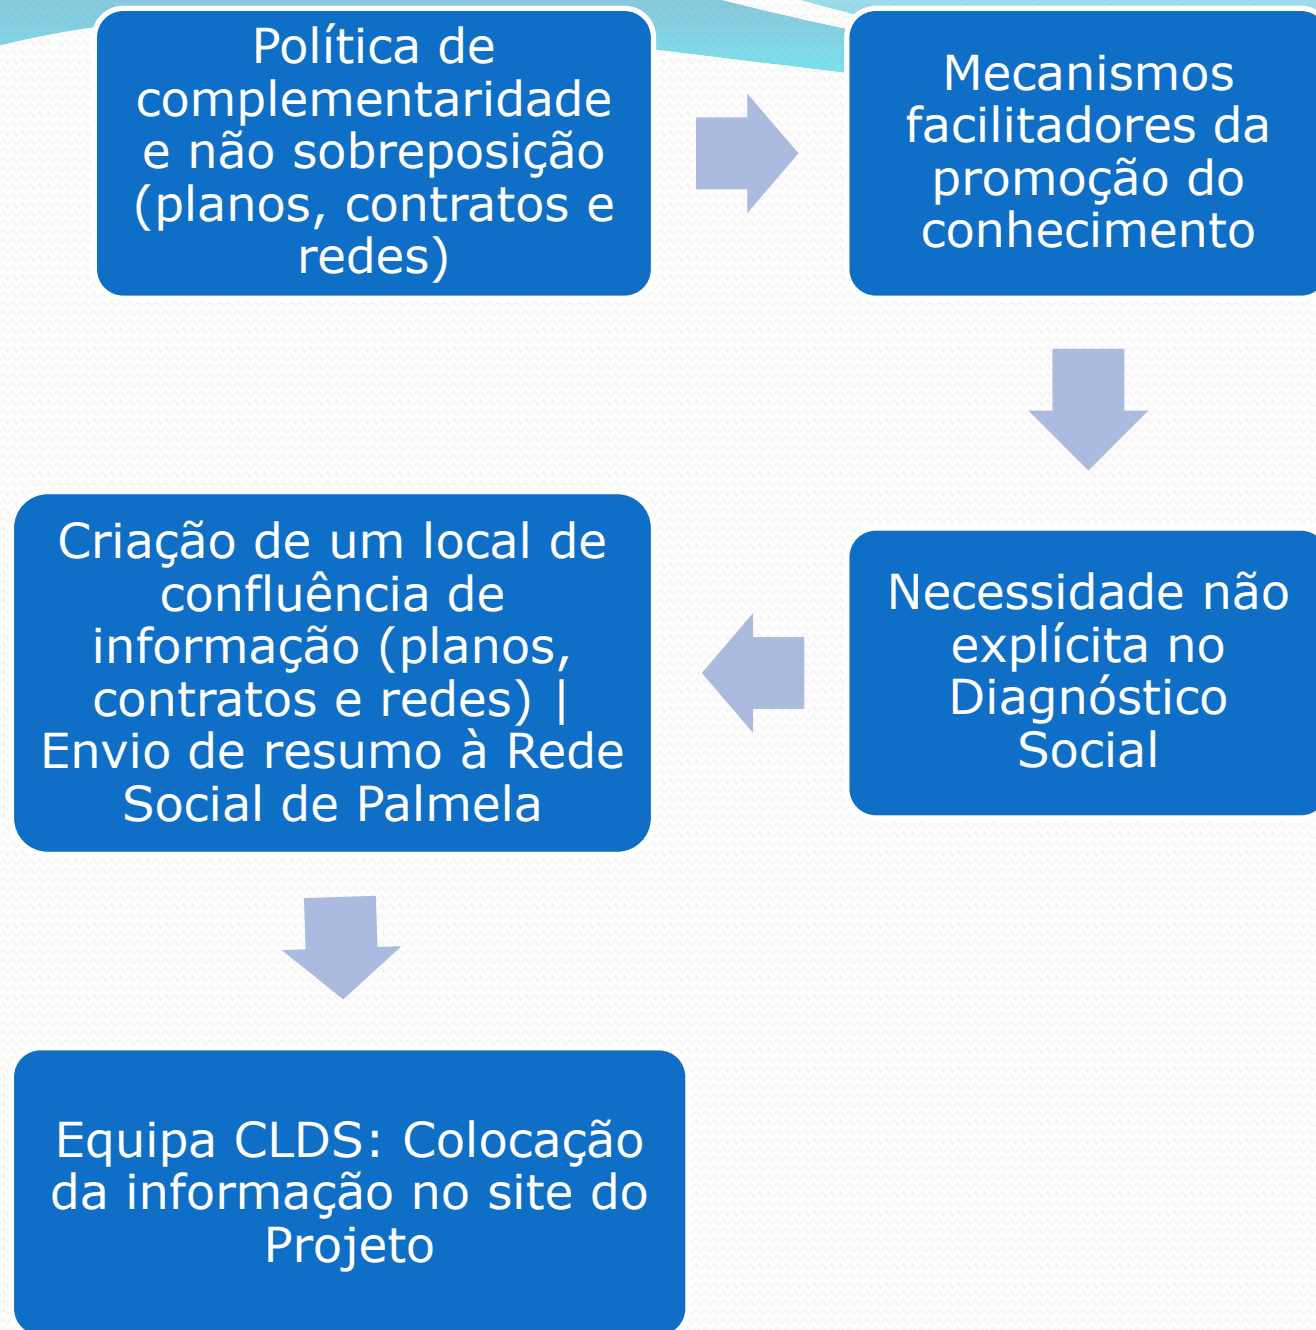 Política de
complementaridade
e não sobreposição
(planos, contratos e
redes)
Mecanismos
facilitadores da
promoção do
conhecimento
Necessidade não
explícita no
Diagnóstico
Social
Criação de um local de
confluência de
informação (planos,
contratos e redes) |
Envio de resumo à Rede
Social de Palmela
Equipa CLDS: Colocação
da informação no site do
Projeto